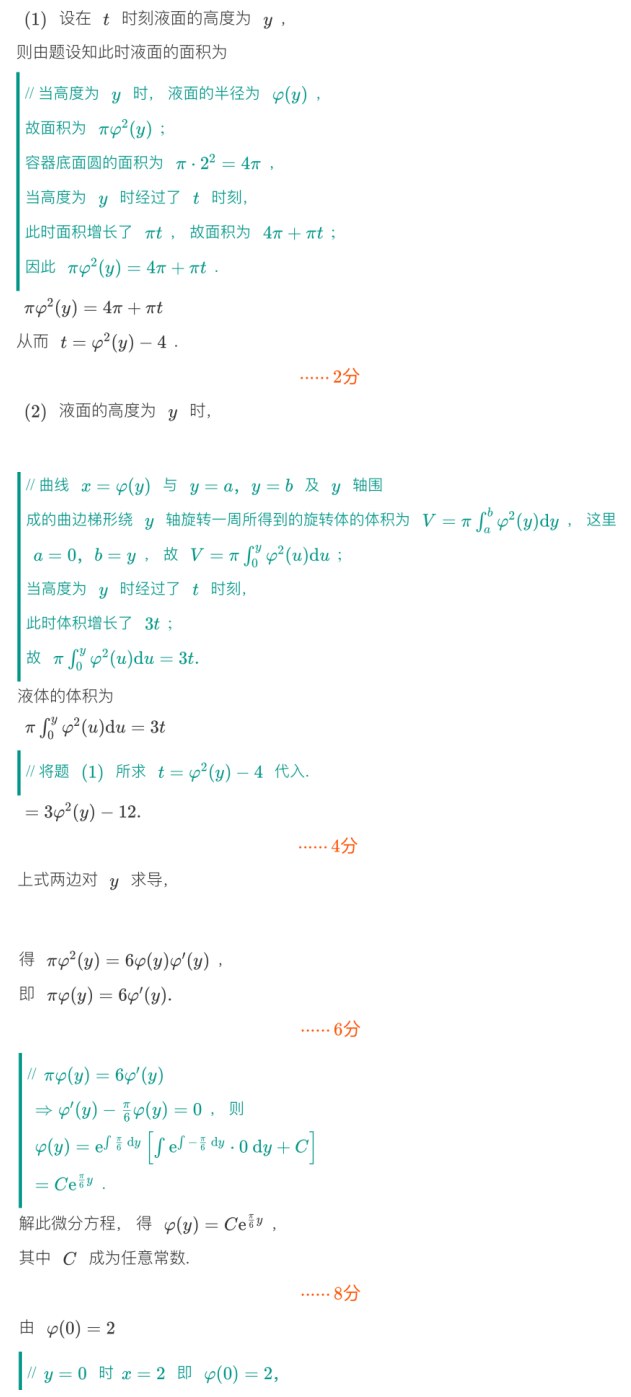 (1) 设在 t 时刻液面的高度为 y ,
则由题设知此时液面的面积为
// 当高度为 y 时, 液面的半径为 φ(y) ,
故面积为 πφ²(y) ;
容器底面圆的面积为 π · 2² = 4π ,
当高度为 y 时经过了 t 时刻,
此时面积增长了 πt , 故面积为 4π + πt ;
因此 πφ²(y) = 4π + πt .
πφ²(y) = 4π + πt
从而 t = φ²(y) − 4 .
······ 2分
(2) 液面的高度为 y 时,
// 曲线 x = φ(y) 与 y = a, y = b 及 y 轴围
成的曲边梯形绕 y 轴旋转一周所得到的旋转体的体积为 V = π∫ₐᵇ φ²(y)dy , 这里
a = 0, b = y , 故 V = π∫₀ʸ φ²(u)du ;
当高度为 y 时经过了 t 时刻,
此时体积增长了 3t ;
故 π∫₀ʸ φ²(u)du = 3t.
液体的体积为
π∫₀ʸ φ²(u)du = 3t
// 将题 (1) 所求 t = φ²(y) − 4 代入.
= 3φ²(y) − 12.
······ 4分
上式两边对 y 求导,
得 πφ²(y) = 6φ(y)φ′(y) ,
即 πφ(y) = 6φ′(y).
······ 6分
// πφ(y) = 6φ′(y)
⇒ φ′(y) − π/6 φ(y) = 0 , 则
φ(y) = e^{∫ π/6 dy} [∫ e^{∫ −π/6 dy} · 0 dy + C]
= Ce^{π/6 y} .
解此微分方程, 得 φ(y) = Ce^{π/6 y} ,
其中 C 成为任意常数.
······ 8分
由 φ(0) = 2
// y = 0 时 x = 2 即 φ(0) = 2,